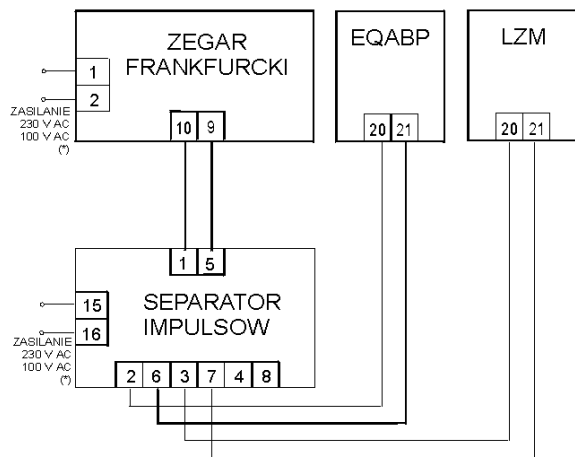 ZEGAR
FRANKFURCKI
EQABP
LZM
1
2
ZASILANIE
230 V AC
100 V AC
(*)
10 9
20 21
20 21
1 5
SEPARATOR
IMPULSOW
15
16
ZASILANIE
230 V AC
100 V AC
(*)
2 6 3 7 4 8